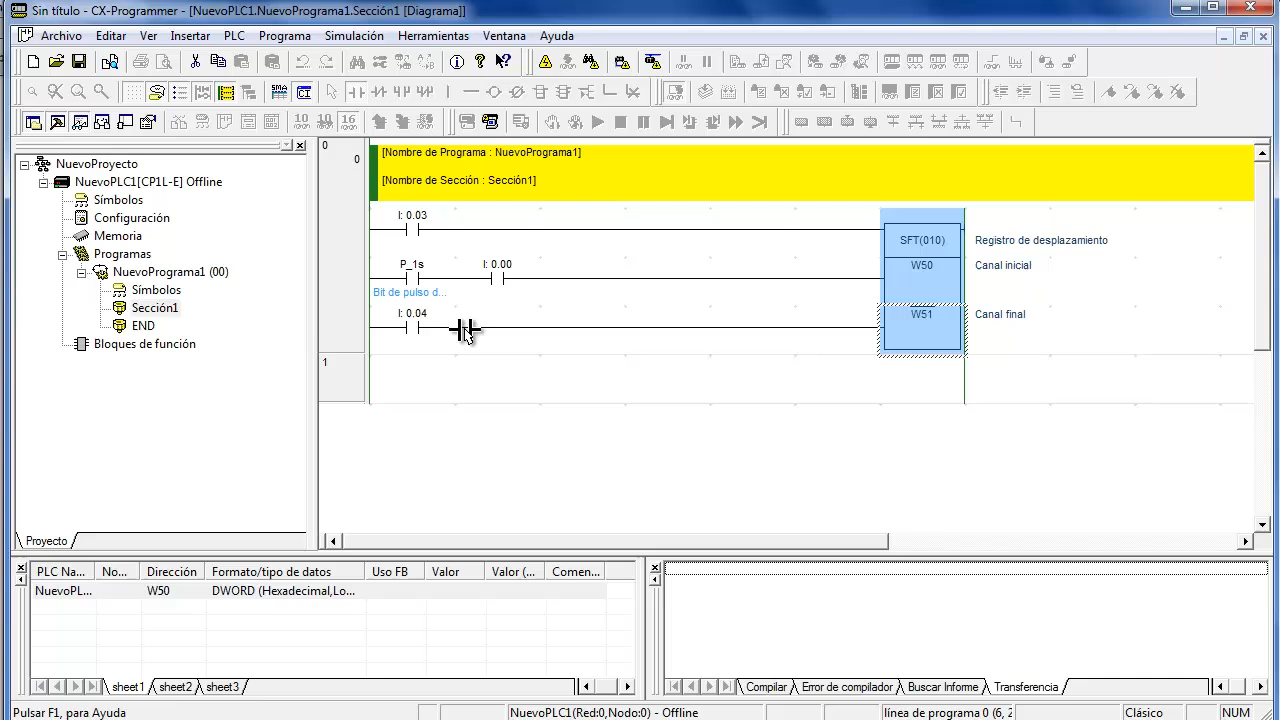 Sin título - CX-Programmer - [NuevoPLC1.NuevoPrograma1.Sección1 [Diagrama]]
Archivo Editar Ver Insertar PLC Programa Simulación Herramientas Ventana Ayuda
SMA CT
10 10 16
NuevoProyecto
NuevoPLC1[CP1L-E] Offline
Símbolos
Configuración
Memoria
Programas
NuevoPrograma1 (00)
Símbolos
Sección1
END
Bloques de función
Proyecto
0
0
[Nombre de Programa : NuevoPrograma1]
[Nombre de Sección : Sección1]
I: 0.03
SFT(010) Registro de desplazamiento
P_1s I: 0.00 W50 Canal inicial
Bit de pulso d...
I: 0.04 W51 Canal final
1
PLC Na... No... Dirección Formato/tipo de datos Uso FB Valor Valor (... Comen...
NuevoPL... W50 DWORD (Hexadecimal,Lo...
sheet1 sheet2 sheet3
Compilar Error de compilador Buscar Informe Transferencia
Pulsar F1, para Ayuda NuevoPLC1(Red:0,Nodo:0) - Offline línea de programa 0 (6, 2 Clásico NUM